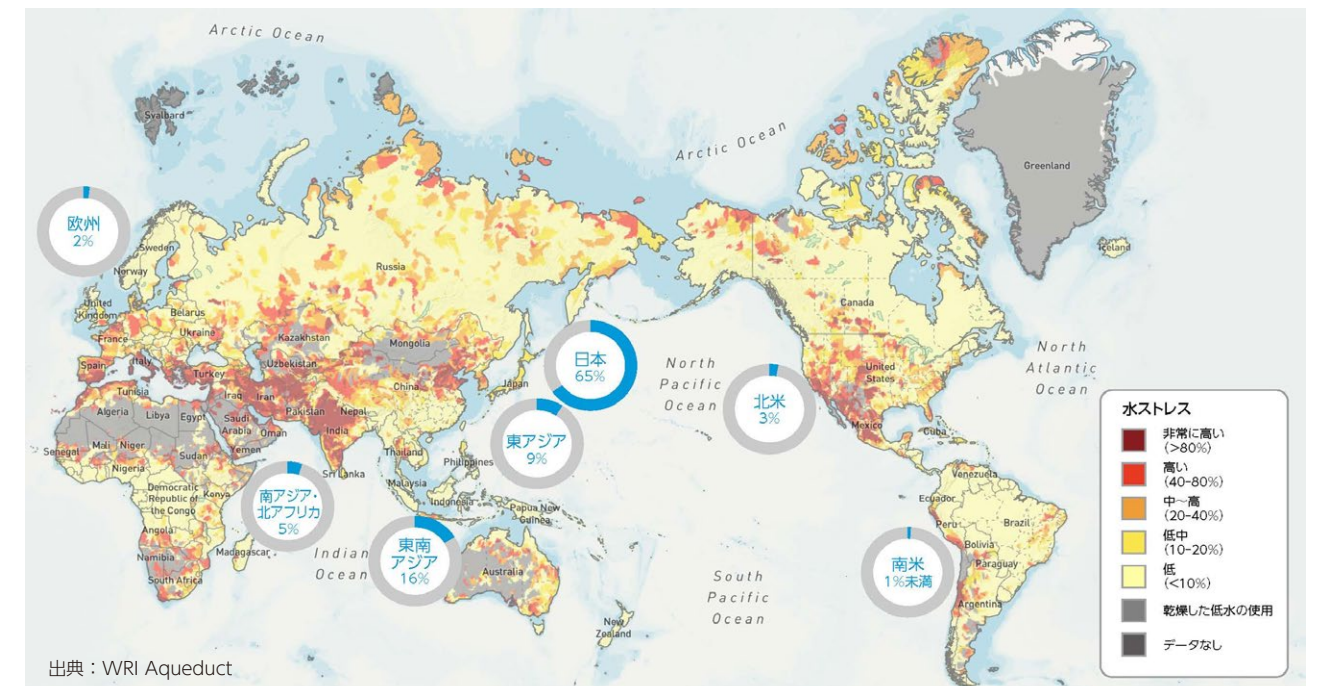 Arctic Ocean
Svalbard
Arctic Ocean
Greenland
Iceland
欧州
2%
Sweden
Norway
Russia
United
Kingdom
Belarus
Ukraine
France
Kazakhstan
Mongolia
Canada
Spain
Italy
Turkey
Uzbekistan
China
Japan
日本
65%
North
Pacific
Ocean
北米
3%
United
States
North
Atlantic
Ocean
Tunisia
Iraq
Iran
Algeria
Libya
Egypt
Pakistan
Nepal
Saudi
Arabia
Oman
India
Mexico
Cuba
Mali
Niger
Sudan
Yemen
Senegal
Nigeria
Thailand
Philippines
東アジア
9%
Sri Lanka
Malaysia
Venezuela
Democratic
Republic of
the Congo
Kenya
南アジア・
北アフリカ
5%
Indonesia
Papua New
Guinea
Ecuador
Peru
Brazil
Angola
Namibia
Madagascar
Indian
Ocean
東南
アジア
16%
Australia
Bolivia
Paraguay
南米
1%未満
South Africa
South
Pacific
Ocean
Argentina
New
Zealand
水ストレス
非常に高い
(>80%)
高い
(40-80%)
中～高
(20-40%)
低中
(10-20%)
低
(<10%)
乾燥した低水の使用
データなし
出典：WRI Aqueduct